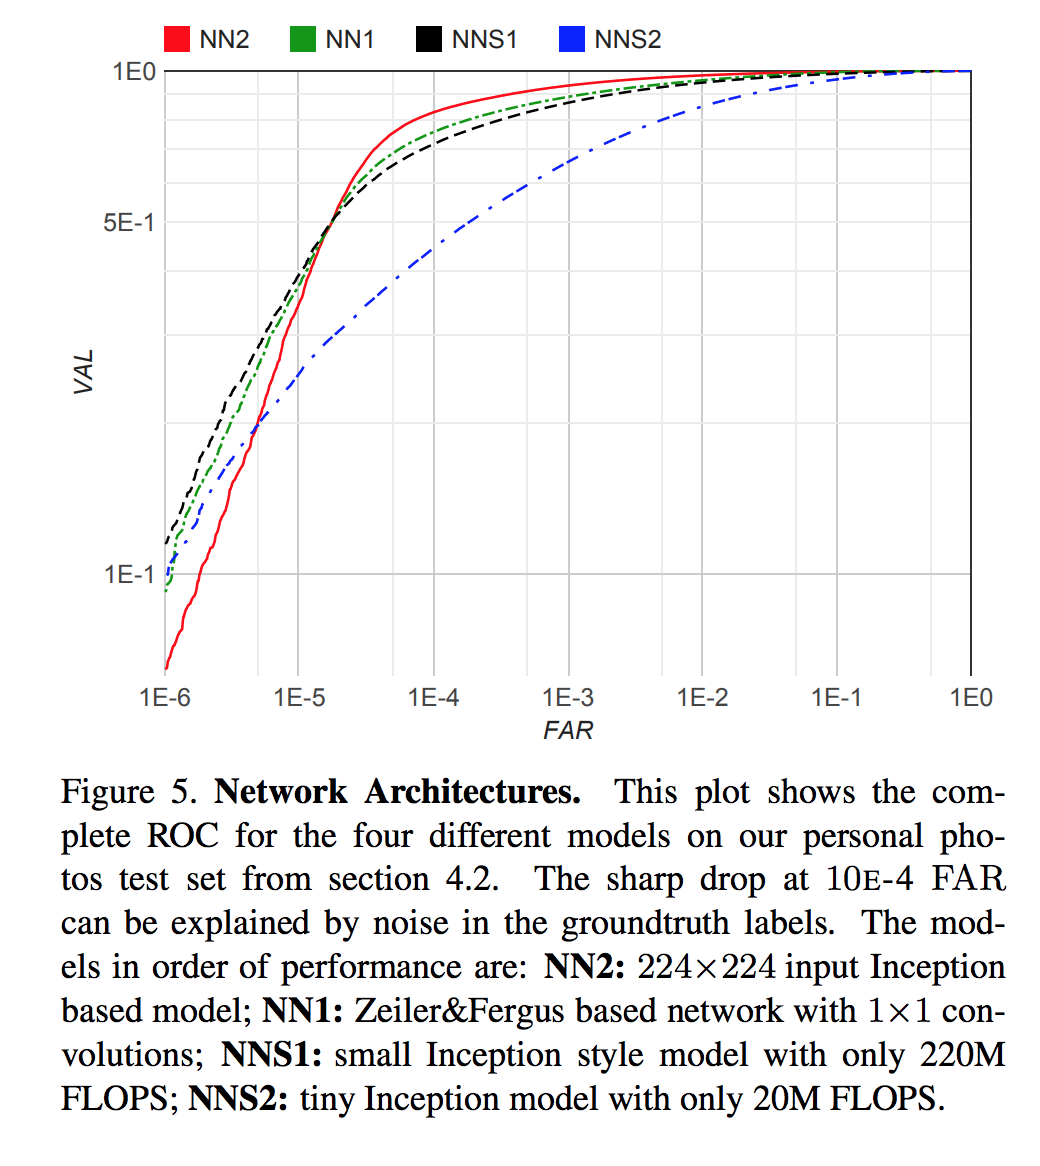 NN2 NN1 NNS1 NNS2
1E0
5E-1
VAL
1E-1
1E-6 1E-5 1E-4 1E-3 1E-2 1E-1 1E0
FAR
Figure 5. Network Architectures. This plot shows the com-
plete ROC for the four different models on our personal pho-
tos test set from section 4.2. The sharp drop at 10E-4 FAR
can be explained by noise in the groundtruth labels. The mod-
els in order of performance are: NN2: 224×224 input Inception
based model; NN1: Zeiler&Fergus based network with 1×1 con-
volutions; NNS1: small Inception style model with only 220M
FLOPS; NNS2: tiny Inception model with only 20M FLOPS.